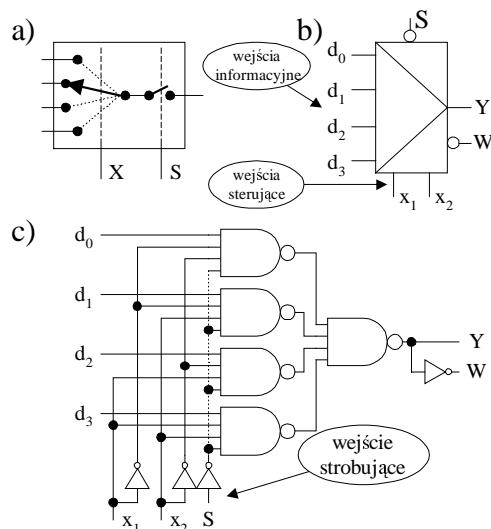 a)
X
S
b)
S
wejścia
informacyjne
d0
d1
d2
d3
Y
W
wejścia
sterujące
x1
x2
c)
d0
d1
d2
d3
Y
W
wejście
strobujące
x1
x2
S